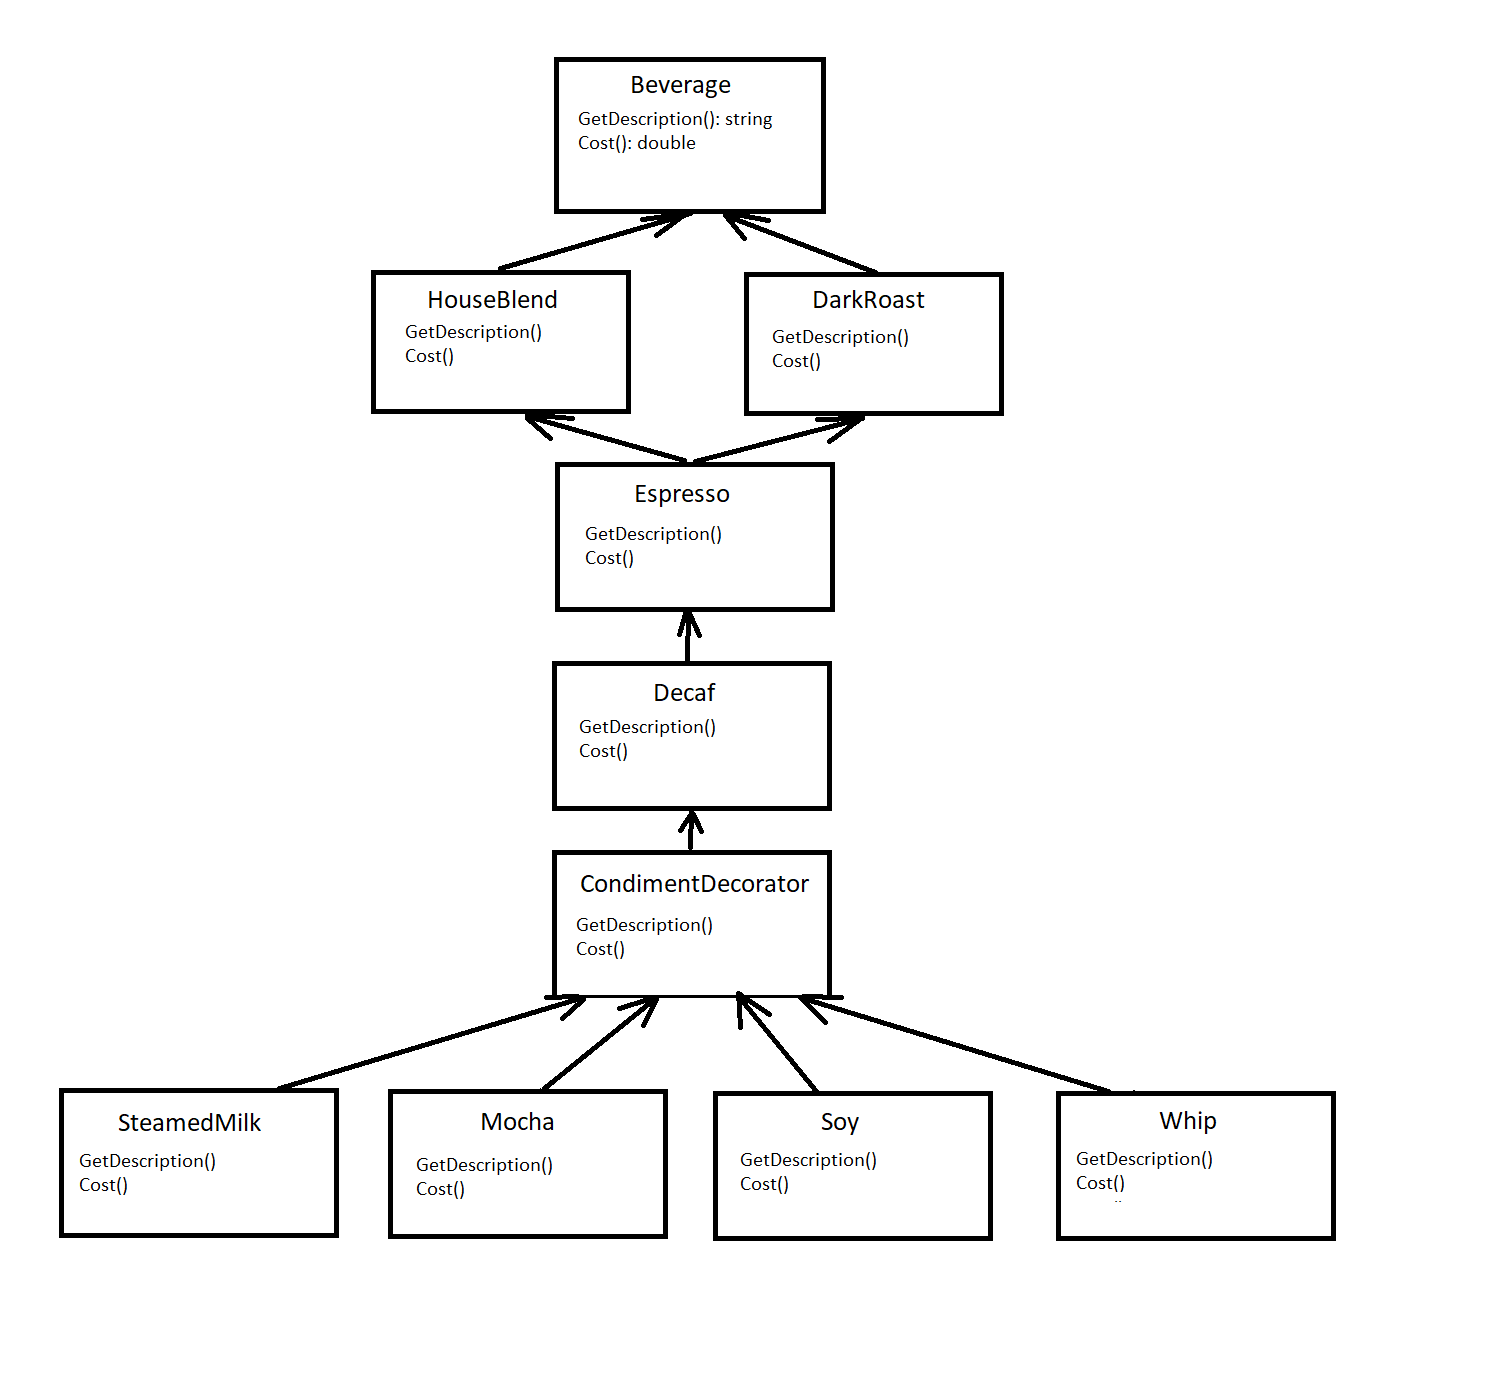 Beverage
GetDescription(): string
Cost(): double
HouseBlend
GetDescription()
Cost()
DarkRoast
GetDescription()
Cost()
Espresso
GetDescription()
Cost()
Decaf
GetDescription()
Cost()
CondimentDecorator
GetDescription()
Cost()
SteamedMilk
GetDescription()
Cost()
Mocha
GetDescription()
Cost()
Soy
GetDescription()
Cost()
Whip
GetDescription()
Cost()